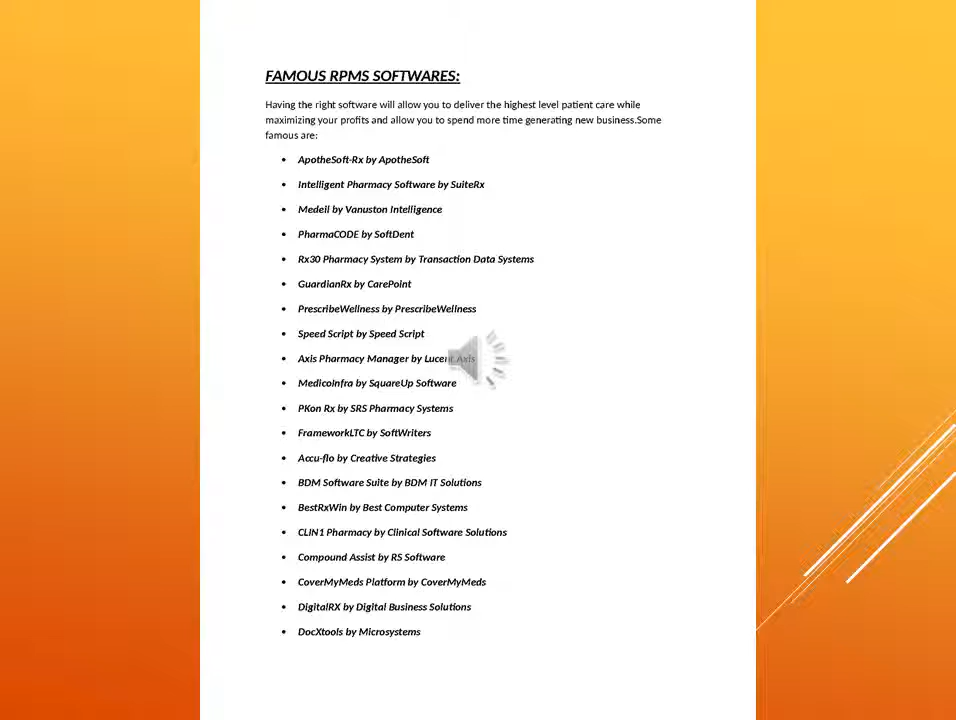 FAMOUS RPMS SOFTWARES:
Having the right software will allow you to deliver the highest level patient care while
maximizing your profits and allow you to spend more time generating new business.Some
famous are:
• ApotheSoft-Rx by ApotheSoft
• Intelligent Pharmacy Software by SuiteRx
• Medeil by Vanuston Intelligence
• PharmaCODE by SoftDent
• Rx30 Pharmacy System by Transaction Data Systems
• GuardianRx by CarePoint
• PrescribeWellness by PrescribeWellness
• Speed Script by Speed Script
• Axis Pharmacy Manager by Lucent Axis
• MedicoInfra by SquareUp Software
• PKon Rx by SRS Pharmacy Systems
• FrameworkLTC by SoftWriters
• Accu-flo by Creative Strategies
• BDM Software Suite by BDM IT Solutions
• BestRxWin by Best Computer Systems
• CLIN1 Pharmacy by Clinical Software Solutions
• Compound Assist by RS Software
• CoverMyMeds Platform by CoverMyMeds
• DigitalRX by Digital Business Solutions
• DocXtools by Microsystems